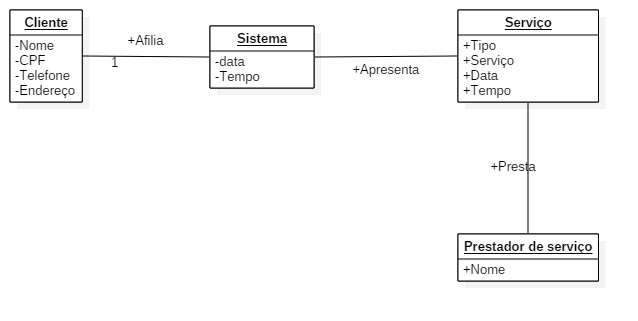 Cliente
-Nome
-CPF
-Telefone
-Endereço
+Afilia
1
Sistema
-data
-Tempo
+Apresenta
Serviço
+Tipo
+Serviço
+Data
+Tempo
+Presta
Prestador de serviço
+Nome